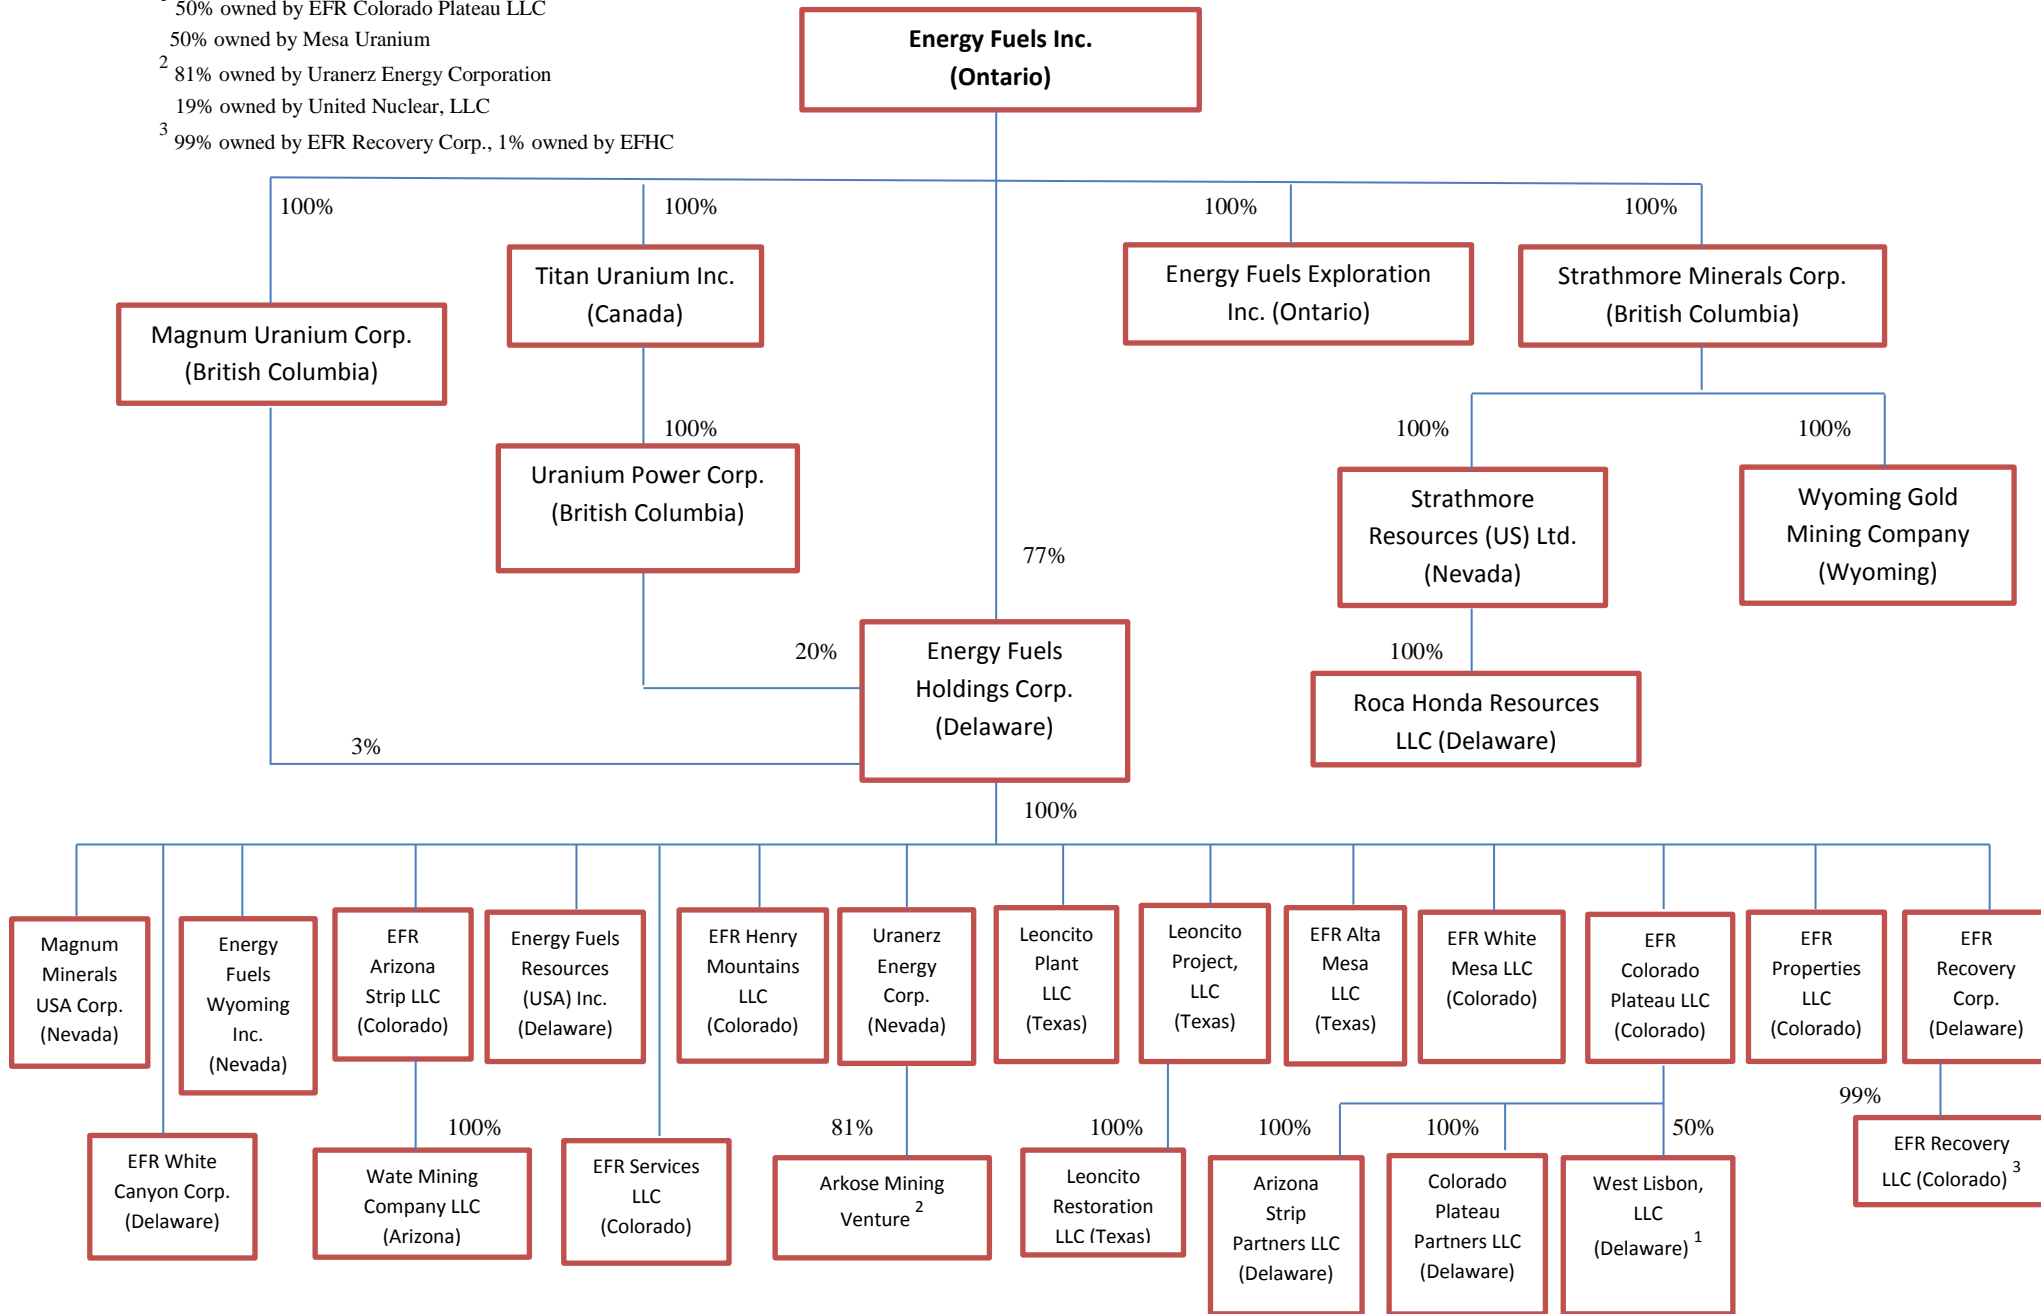 1 50% owned by EFR Colorado Plateau LLC
50% owned by Mesa Uranium
2 81% owned by Uranerz Energy Corporation
19% owned by United Nuclear, LLC
3 99% owned by EFR Recovery Corp., 1% owned by EFHC
Energy Fuels Inc.
(Ontario)
100%
100%
100%
100%
Magnum Uranium Corp.
(British Columbia)
Titan Uranium Inc.
(Canada)
Energy Fuels Exploration
Inc. (Ontario)
Strathmore Minerals Corp.
(British Columbia)
100%
100%
100%
Uranium Power Corp.
(British Columbia)
Strathmore
Resources (US) Ltd.
(Nevada)
Wyoming Gold
Mining Company
(Wyoming)
77%
20%
3%
Energy Fuels
Holdings Corp.
(Delaware)
100%
Roca Honda Resources
LLC (Delaware)
100%
Magnum
Minerals
USA Corp.
(Nevada)
Energy
Fuels
Wyoming
Inc.
(Nevada)
EFR
Arizona
Strip LLC
(Colorado)
Energy Fuels
Resources
(USA) Inc.
(Delaware)
EFR Henry
Mountains
LLC
(Colorado)
Uranerz
Energy
Corp.
(Nevada)
Leoncito
Plant
LLC
(Texas)
Leoncito
Project,
LLC
(Texas)
EFR Alta
Mesa
LLC
(Texas)
EFR White
Mesa LLC
(Colorado)
EFR
Colorado
Plateau LLC
(Colorado)
EFR
Properties
LLC
(Colorado)
EFR
Recovery
Corp.
(Delaware)
100%
81%
100%
100%
100%
50%
99%
EFR White
Canyon Corp.
(Delaware)
Wate Mining
Company LLC
(Arizona)
EFR Services
LLC
(Colorado)
Arkose Mining
Venture 2
Leoncito
Restoration
LLC (Texas)
Arizona
Strip
Partners LLC
(Delaware)
Colorado
Plateau
Partners LLC
(Delaware)
West Lisbon,
LLC
(Delaware) 1
EFR Recovery
LLC (Colorado) 3